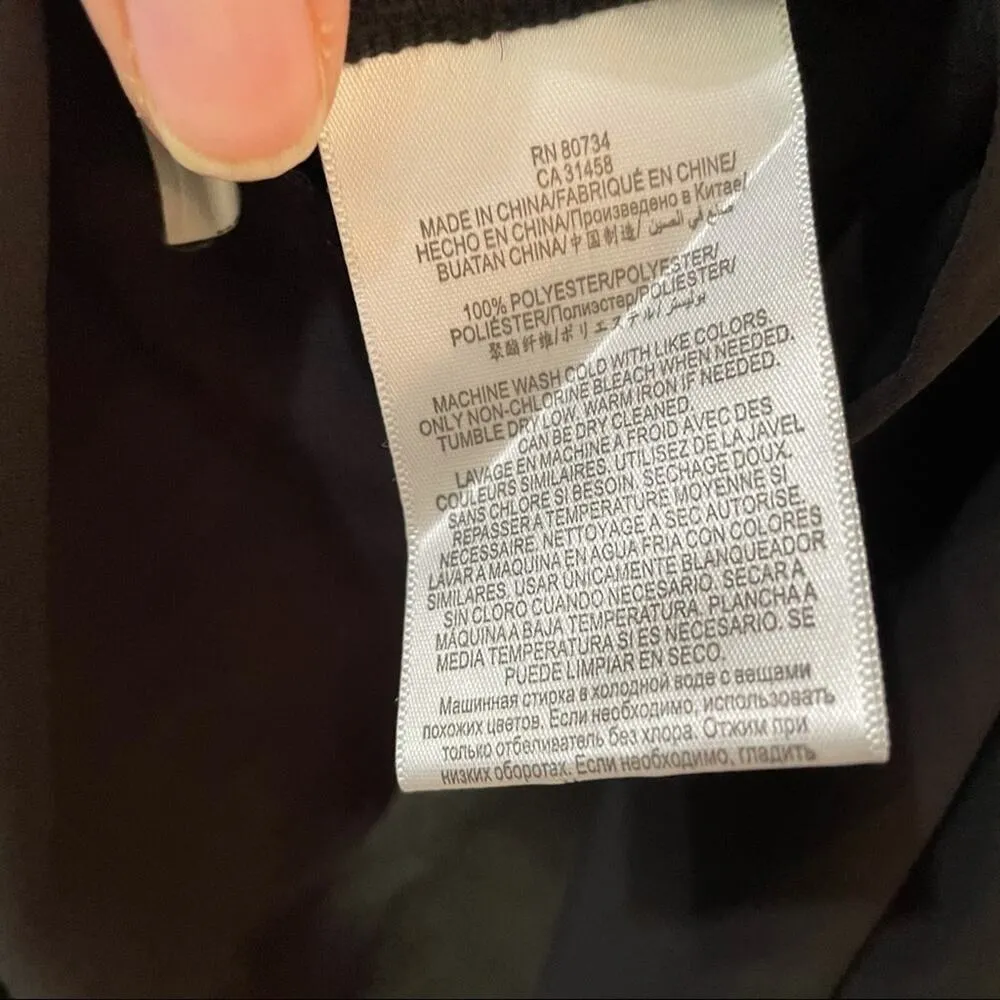 RN 80734
CA 31458
MADE IN CHINA/FABRIQUÉ EN CHINE/
HECHO EN CHINA/Произведено в Китае/
BUATAN CHINA/中国制造/صنع في الصين/
100% POLYESTER/POLYESTER/
POLIÉSTER/Полиэстер/POLIESTER/
聚酯纤维/ポリエステル/بوليستر/
MACHINE WASH COLD WITH LIKE COLORS.
ONLY NON-CHLORINE BLEACH WHEN NEEDED.
TUMBLE DRY LOW. WARM IRON IF NEEDED.
CAN BE DRY CLEANED.
LAVAGE EN MACHINE A FROID AVEC DES
COULEURS SIMILAIRES. UTILISEZ DE LA JAVEL
SANS CHLORE SI BESOIN. SECHAGE DOUX.
REPASSER A TEMPERATURE MOYENNE SI
NECESSAIRE. NETTOYAGE A SEC AUTORISE.
LAVAR A MAQUINA EN AGUA FRIA CON COLORES
SIMILARES. USAR ÚNICAMENTE BLANQUEADOR
SIN CLORO CUANDO NECESARIO. SECAR A
MÁQUINA A BAJA TEMPERATURA. PLANCHA A
MEDIA TEMPERATURA SI ES NECESARIO. SE
PUEDE LIMPIAR EN SECO.
Машинная стирка в холодной воде с вещами
похожих цветов. Если необходимо, использовать
только отбеливатель без хлора. Отжим при
низких оборотах. Если необходимо, гладить